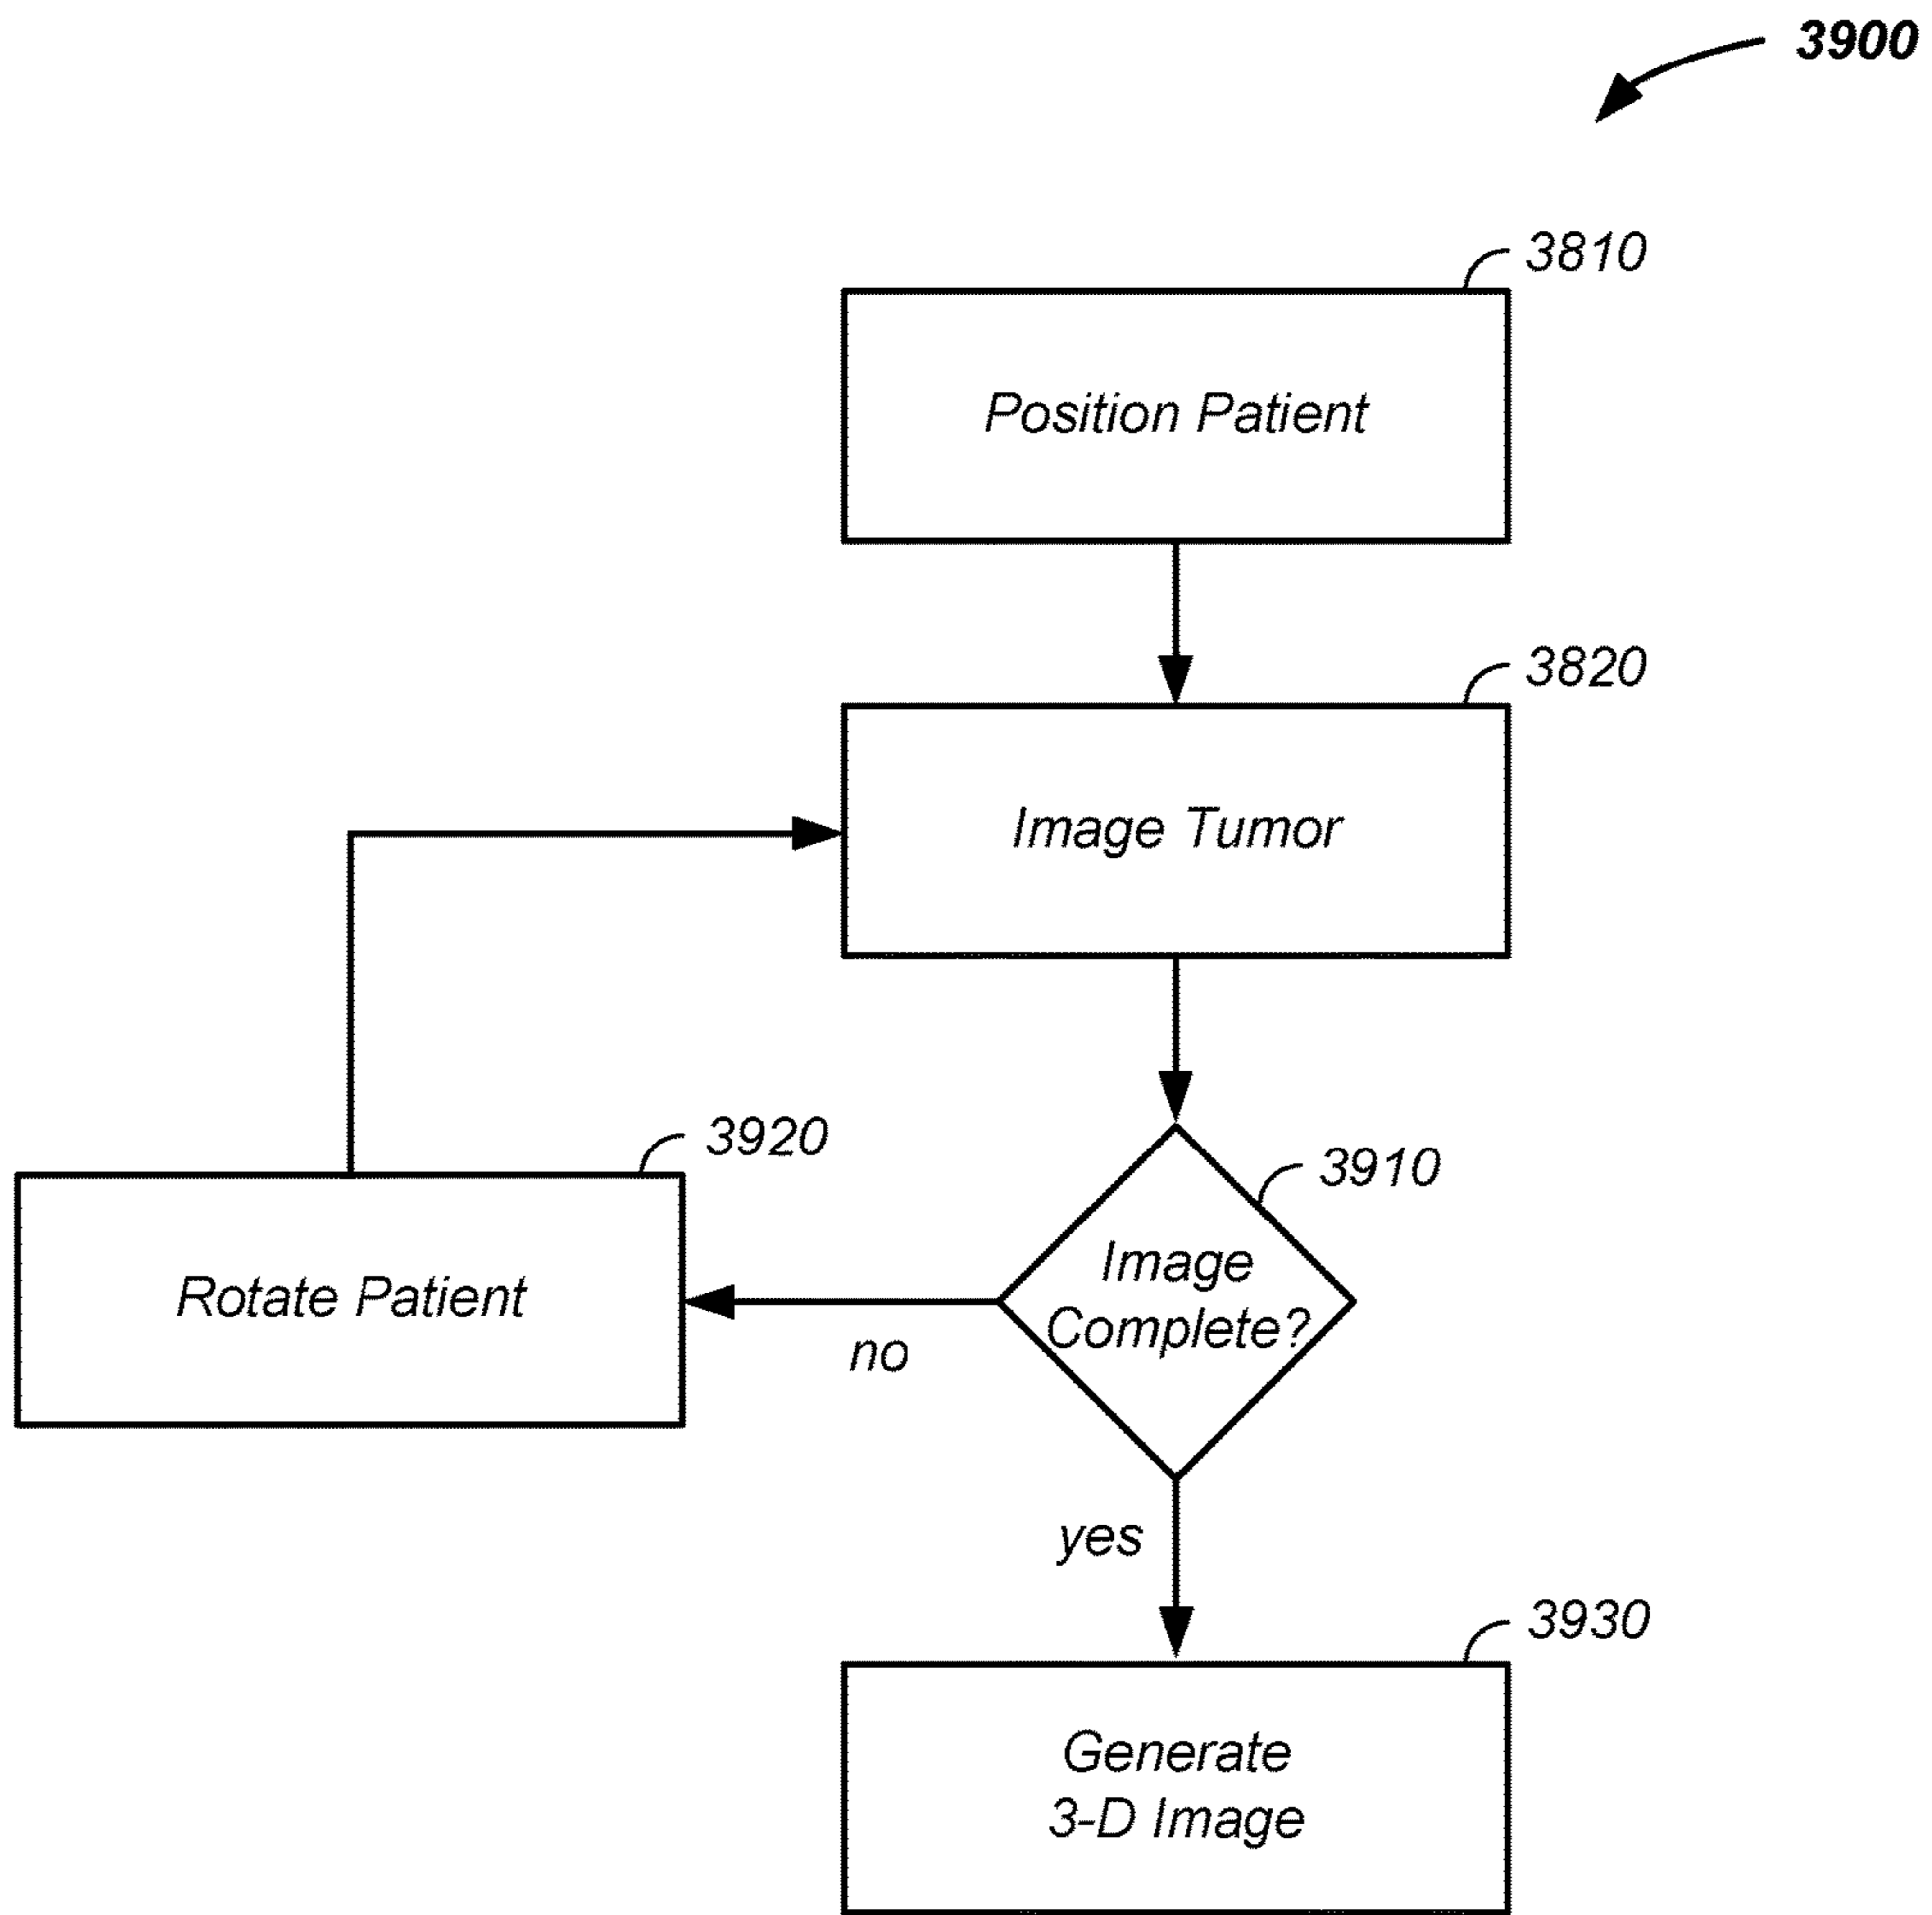 3900
3810
Position Patient
3820
Image Tumor
3920
Rotate Patient
3910
Image
Complete?
no
yes
3930
Generate
3-D Image